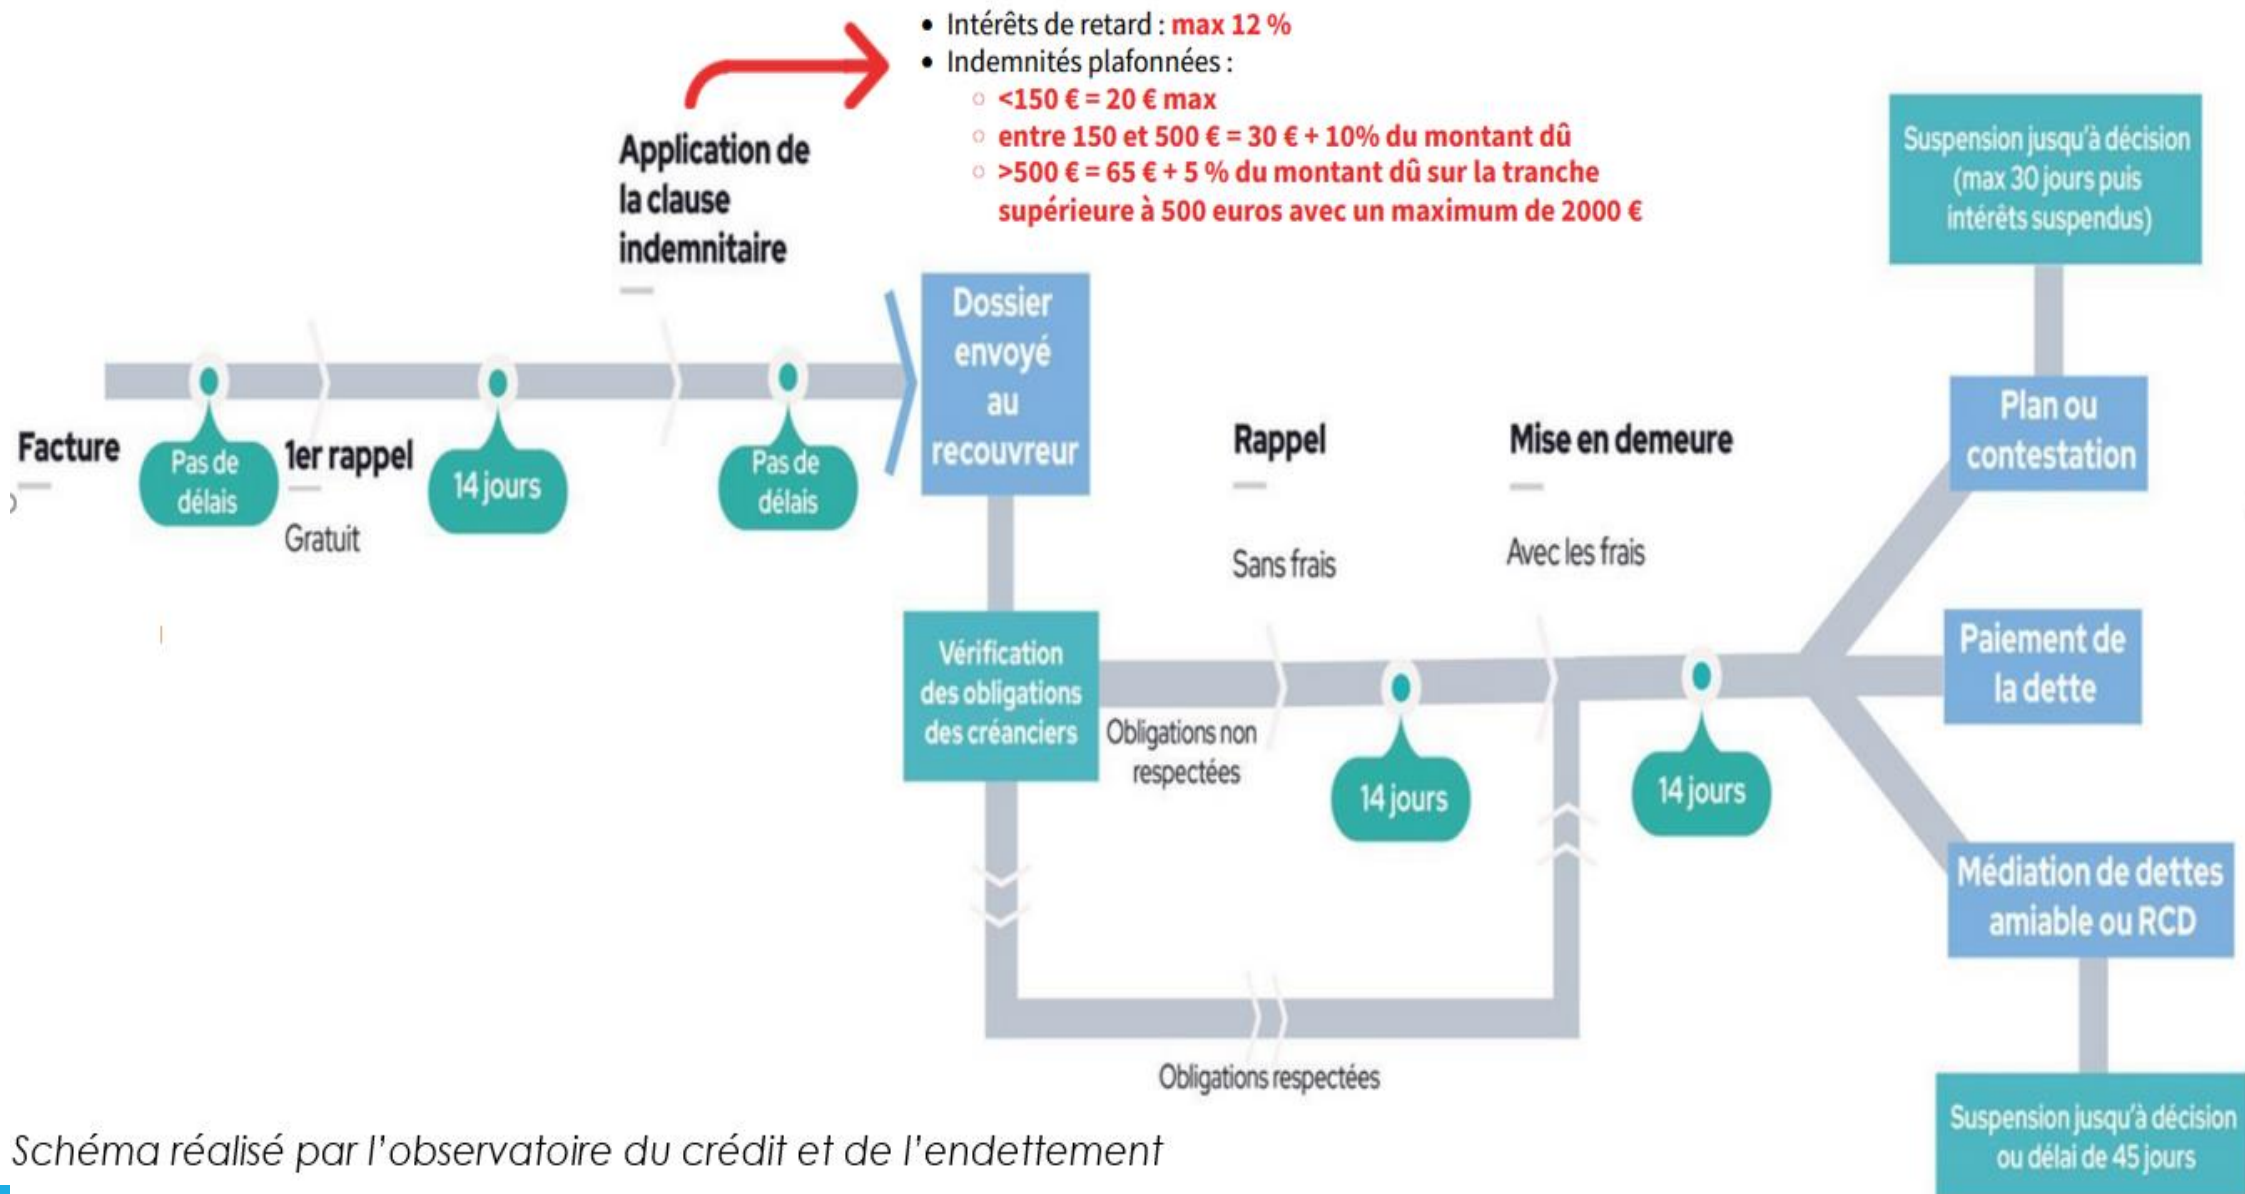 Intérêts de retard : max 12 %
Indemnités plafonnées :
<150 € = 20 € max
entre 150 et 500 € = 30 € + 10% du montant dû
>500 € = 65 € + 5 % du montant dû sur la tranche
supérieure à 500 euros avec un maximum de 2000 €
Application de
la clause
indemnitaire
Facture
Pas de
délais
1er rappel
Gratuit
14 jours
Pas de
délais
Dossier
envoyé
au
recouvreur
Vérification
des obligations
des créanciers
Obligations non
respectées
Rappel
Sans frais
14 jours
Mise en demeure
Avec les frais
14 jours
Obligations respectées
Suspension jusqu'à décision
(max 30 jours puis
intérêts suspendus)
Plan ou
contestation
Paiement de
la dette
Médiation de dettes
amiable ou RCD
Suspension jusqu'à décision
ou délai de 45 jours
Schéma réalisé par l'observatoire du crédit et de l'endettement